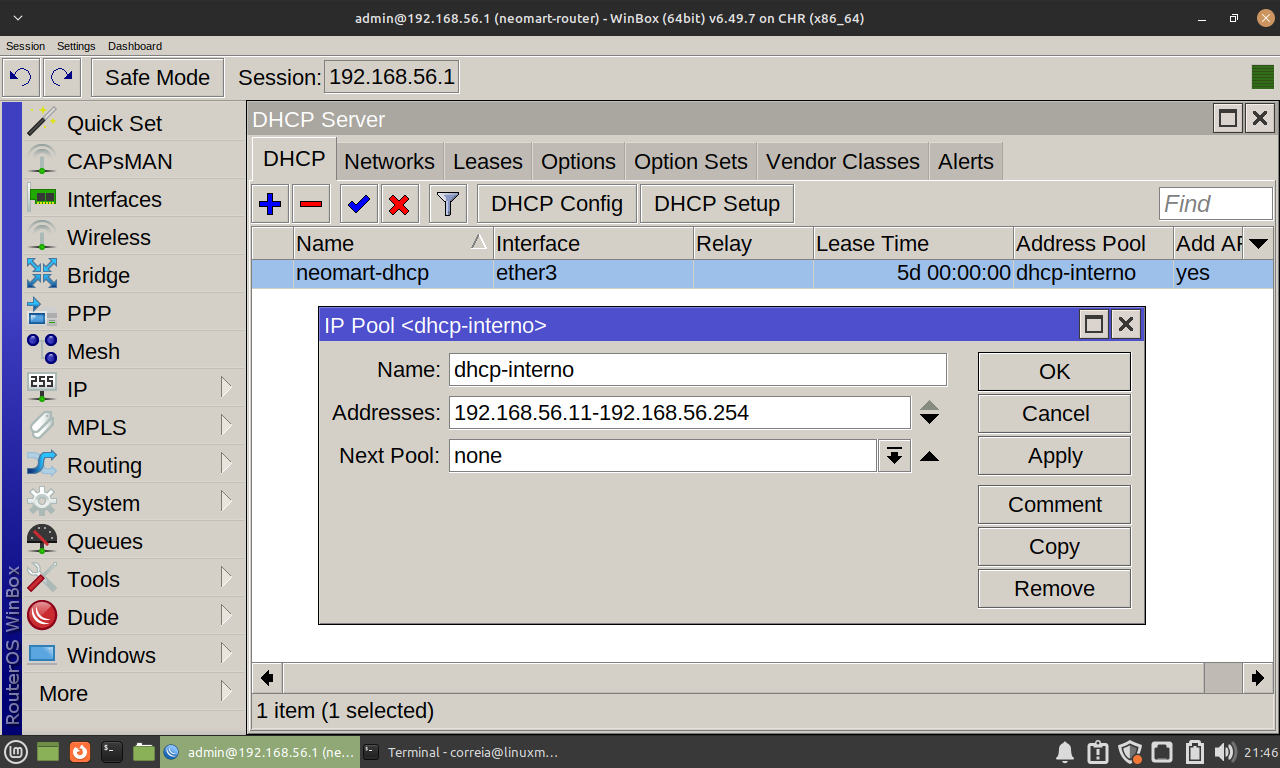 admin@192.168.56.1 (neomart-router) - WinBox (64bit) v6.49.7 on CHR (x86_64)
Session Settings Dashboard
Safe Mode Session: 192.168.56.1
Quick Set
CAPsMAN
Interfaces
Wireless
Bridge
PPP
Mesh
255
IP
MPLS
Routing
System
Queues
Tools
Dude
Windows
More
RouterOS WinBox
DHCP Server
DHCP Networks Leases Options Option Sets Vendor Classes Alerts
DHCP Config DHCP Setup Find
Name Interface Relay Lease Time Address Pool Add AR
neomart-dhcp ether3 5d 00:00:00 dhcp-interno yes
IP Pool <dhcp-interno>
Name: dhcp-interno
Addresses: 192.168.56.11-192.168.56.254
Next Pool: none
OK
Cancel
Apply
Comment
Copy
Remove
1 item (1 selected)
admin@192.168.56.1 (ne... Terminal - correia@linuxm... 21:46